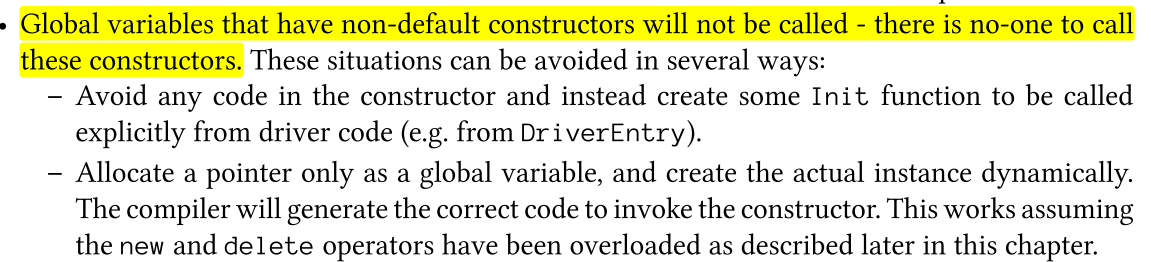 • Global variables that have non-default constructors will not be called - there is no-one to call
these constructors. These situations can be avoided in several ways:
– Avoid any code in the constructor and instead create some Init function to be called
explicitly from driver code (e.g. from DriverEntry).
– Allocate a pointer only as a global variable, and create the actual instance dynamically.
The compiler will generate the correct code to invoke the constructor. This works assuming
the new and delete operators have been overloaded as described later in this chapter.